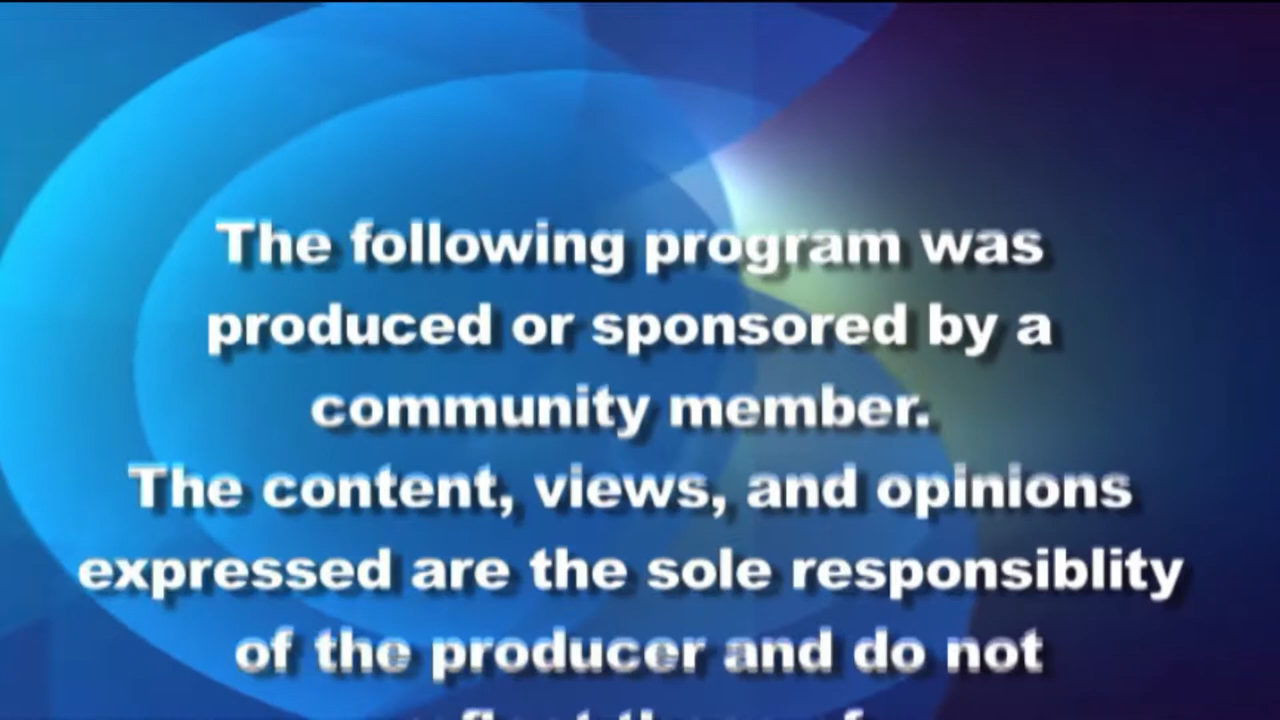 The following program was
produced or sponsored by a
community member.
The content, views, and opinions
expressed are the sole responsiblity
of the producer and do not